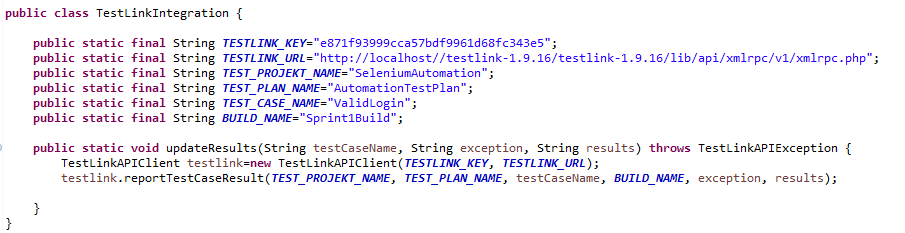 public class TestLinkIntegration {
public static final String TESTLINK_KEY="e871f93999cca57bdf9961d68fc343e5";
public static final String TESTLINK_URL="http://localhost//testlink-1.9.16/testlink-1.9.16/lib/api/xmlrpc/v1/xmlrpc.php";
public static final String TEST_PROJEKT_NAME="SeleniumAutomation";
public static final String TEST_PLAN_NAME="AutomationTestPlan";
public static final String TEST_CASE_NAME="ValidLogin";
public static final String BUILD_NAME="Sprint1Build";
public static void updateResults(String testCaseName, String exception, String results) throws TestLinkAPIException {
TestLinkAPIClient testlink=new TestLinkAPIClient(TESTLINK_KEY, TESTLINK_URL);
testlink.reportTestCaseResult(TEST_PROJEKT_NAME, TEST_PLAN_NAME, testCaseName, BUILD_NAME, exception, results);
}
}